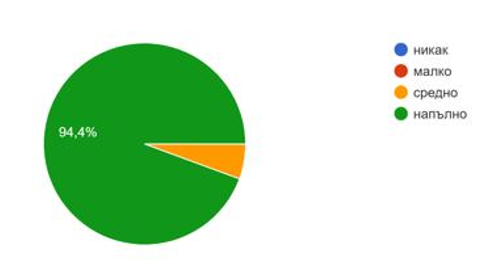 никак
малко
средно
напълно
94,4%